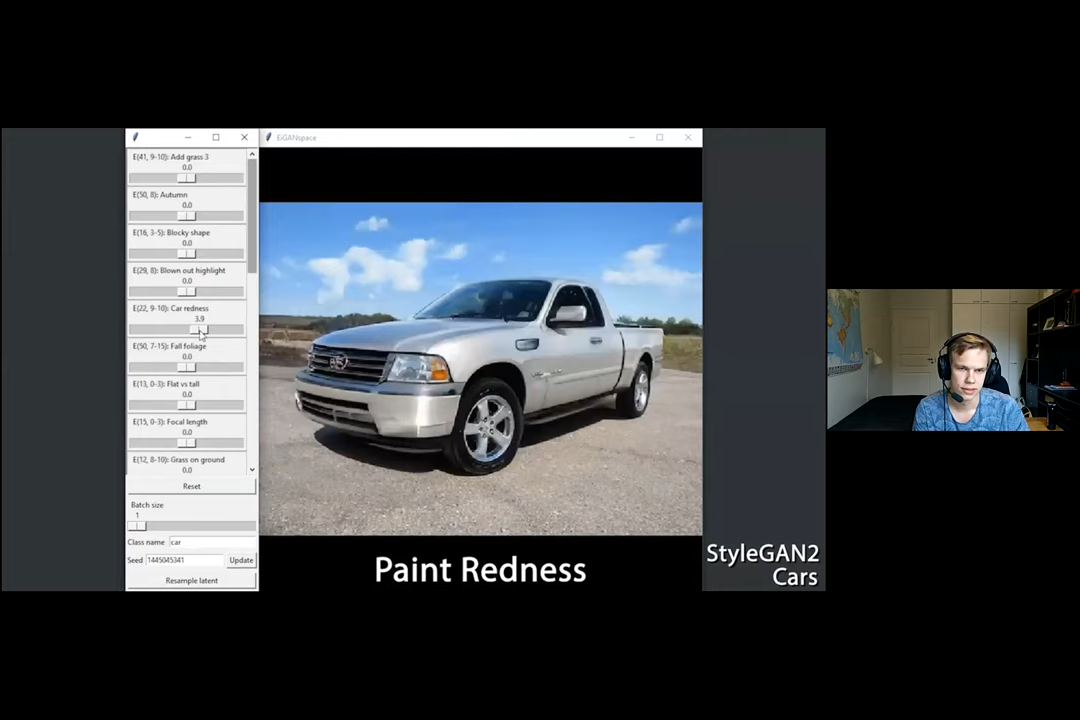 EiGANspace
E(41, 9-10): Add grass 3
0.0
E(50, 8): Autumn
0.0
E(16, 3-5): Blocky shape
0.0
E(29, 8): Blown out highlight
0.0
E(22, 9-10): Car redness
3.9
E(50, 7-15): Fall foliage
0.0
E(13, 0-3): Flat vs tall
0.0
E(15, 0-3): Focal length
0.0
E(12, 8-10): Grass on ground
0.0
Reset
Batch size
1
Class name car
Seed 1445045341 Update
Resample latent
Paint Redness
StyleGAN2
Cars